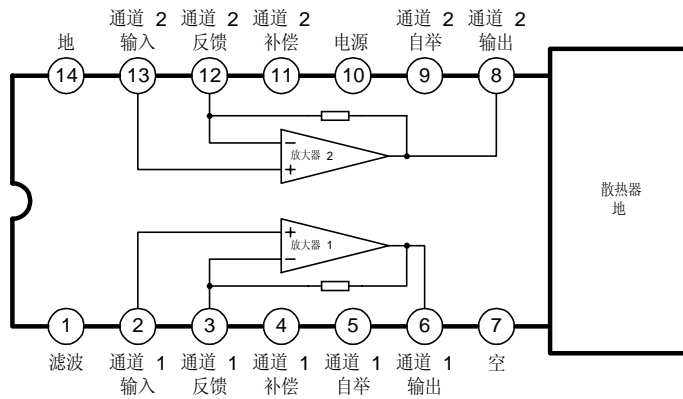 通道 2 通道 2 通道 2 通道 2 通道 2
地 输入 反馈 补偿 电源 自举 输出
14 13 12 11 10 9 8
−
放大器 2
+
散热器
地
+
放大器 1
−
1 2 3 4 5 6 7
滤波 通道 1 通道 1 通道 1 通道 1 通道 1 空
输入 反馈 补偿 自举 输出